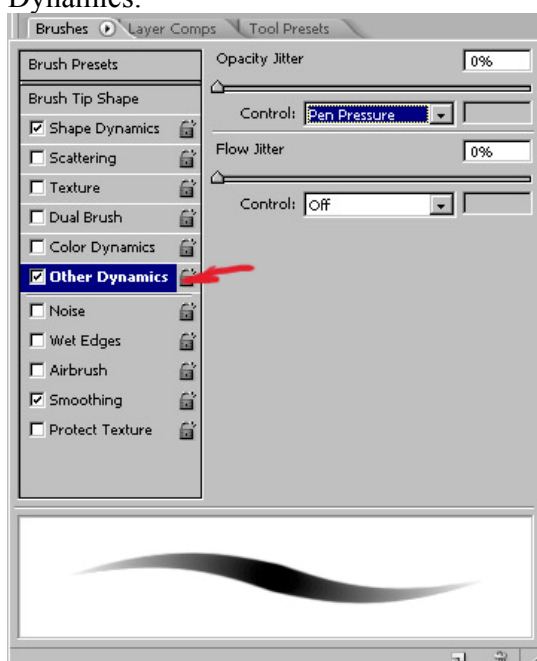 Dynamics.
Brushes Layer Comps Tool Presets
Brush Presets
Brush Tip Shape
Shape Dynamics
Scattering
Texture
Dual Brush
Color Dynamics
Other Dynamics
Noise
Wet Edges
Airbrush
Smoothing
Protect Texture
Opacity Jitter 0%
Control: Pen Pressure
Flow Jitter 0%
Control: Off